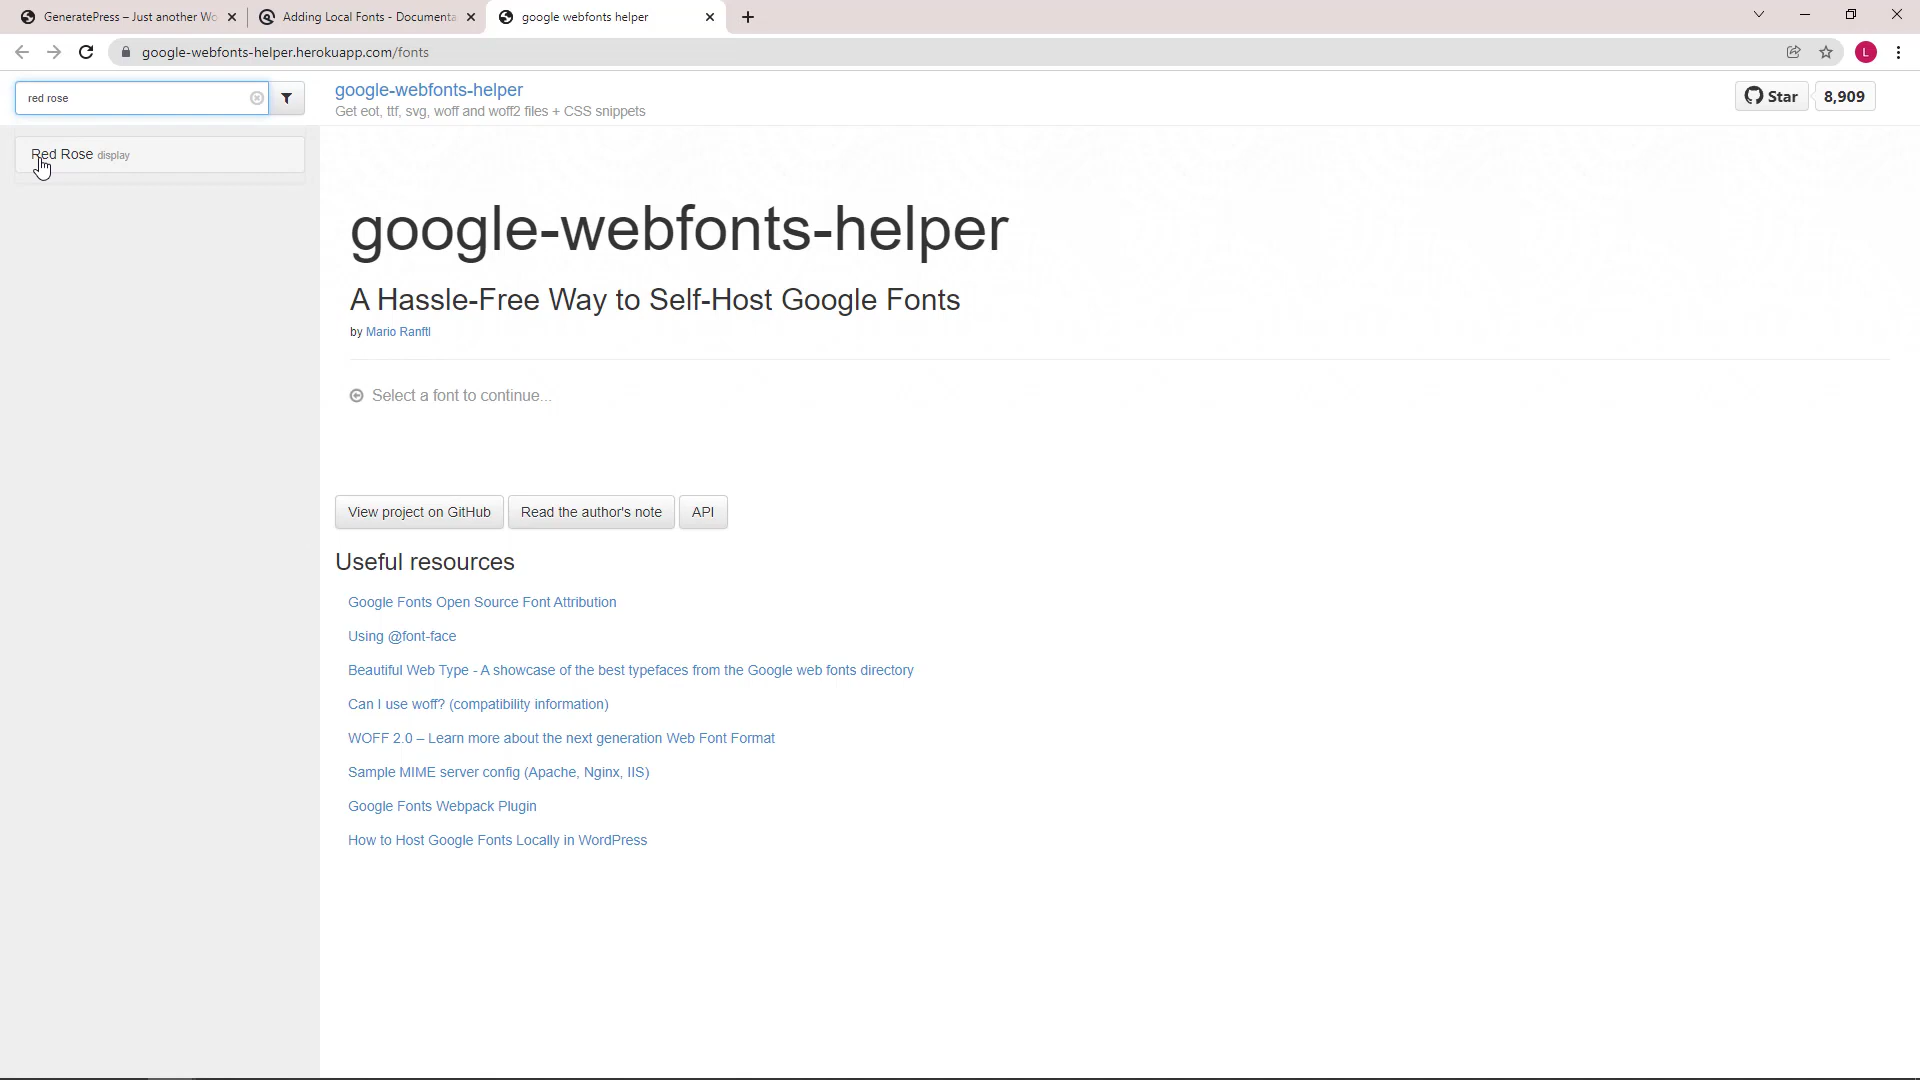 GeneratePress – Just another Wo
Adding Local Fonts - Documenta
google webfonts helper
google-webfonts-helper.herokuapp.com/fonts
L
red rose
google-webfonts-helper
Get eot, ttf, svg, woff and woff2 files + CSS snippets
Star
8,909
Red Rose display
google-webfonts-helper
A Hassle-Free Way to Self-Host Google Fonts
by Mario Ranftl
Select a font to continue...
View project on GitHub
Read the author's note
API
Useful resources
Google Fonts Open Source Font Attribution
Using @font-face
Beautiful Web Type - A showcase of the best typefaces from the Google web fonts directory
Can I use woff? (compatibility information)
WOFF 2.0 – Learn more about the next generation Web Font Format
Sample MIME server config (Apache, Nginx, IIS)
Google Fonts Webpack Plugin
How to Host Google Fonts Locally in WordPress